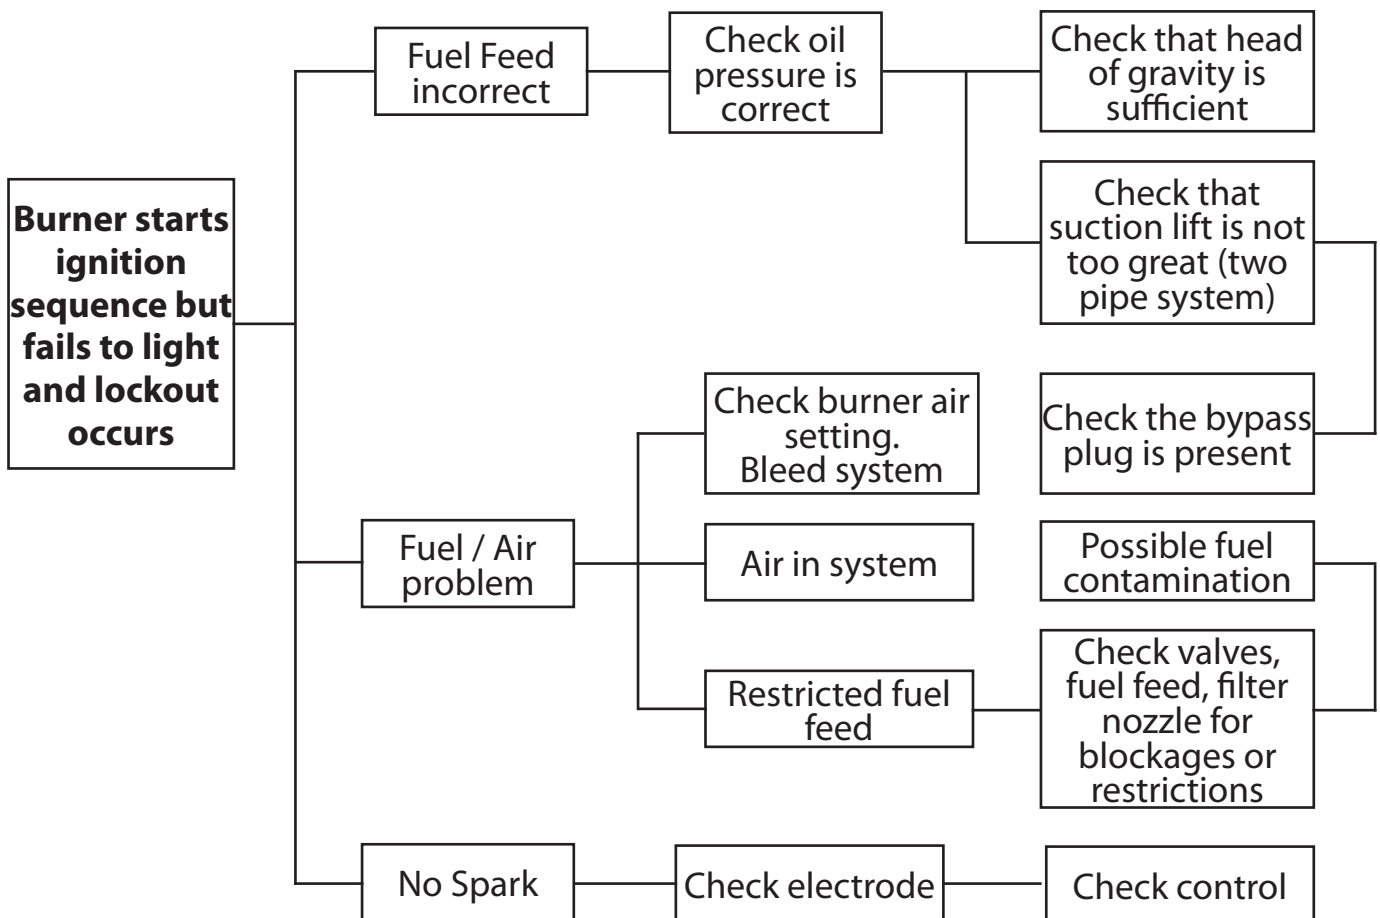 Burner starts
ignition
sequence but
fails to light
and lockout
occurs
Fuel Feed
incorrect
Check oil
pressure is
correct
Check that head
of gravity is
sufficient
Check that
suction lift is not
too great (two
pipe system)
Check the bypass
plug is present
Fuel / Air
problem
Check burner air
setting.
Bleed system
Air in system
Restricted fuel
feed
Check valves,
fuel feed, filter
nozzle for
blockages or
restrictions
Possible fuel
contamination
No Spark
Check electrode
Check control